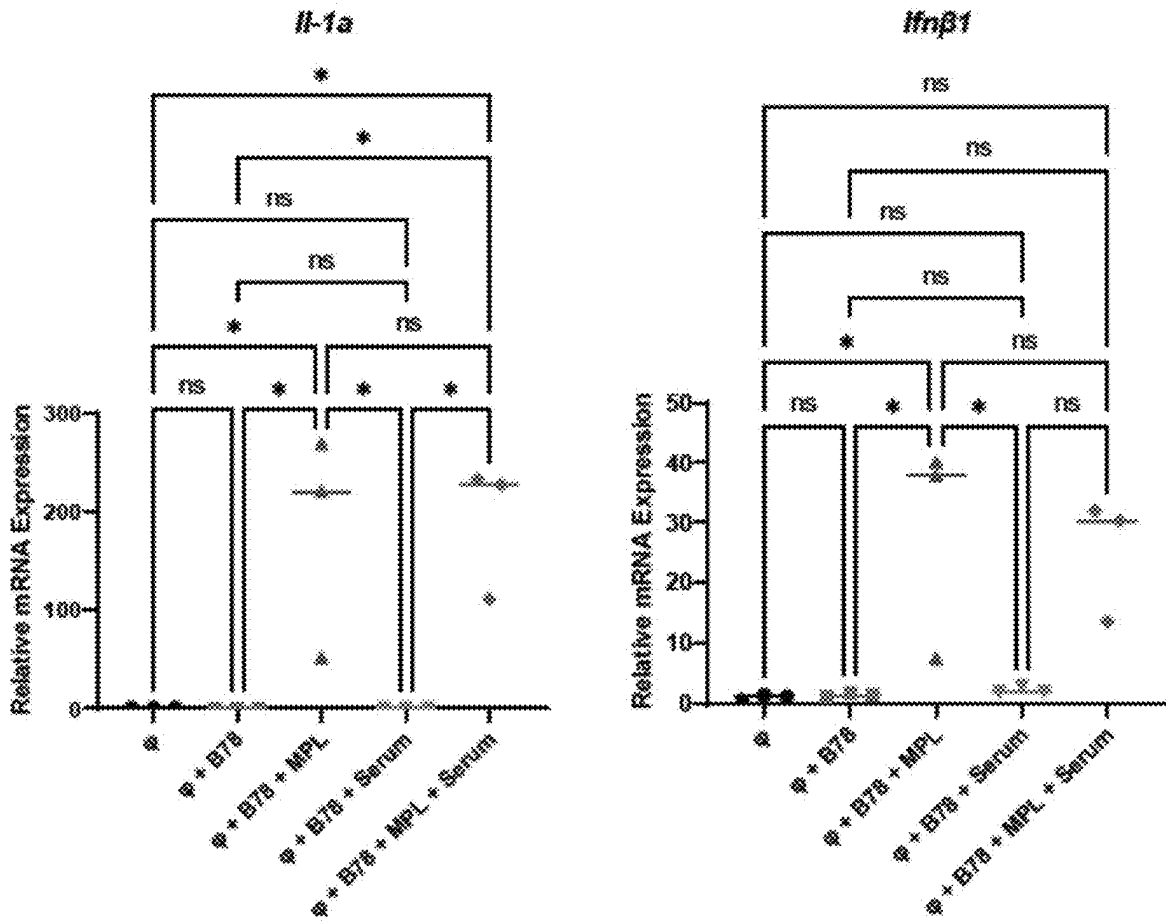 Il-1a
*
*
ns
ns
*
ns
ns
*
*
*
300
200
100
0
Relative mRNA Expression
φ
φ + B78
φ + B78 + MPL
φ + B78 + Serum
φ + B78 + MPL + Serum
Ifnβ1
ns
ns
ns
ns
*
ns
ns
*
*
ns
50
40
30
20
10
0
Relative mRNA Expression
φ
φ + B78
φ + B78 + MPL
φ + B78 + Serum
φ + B78 + MPL + Serum